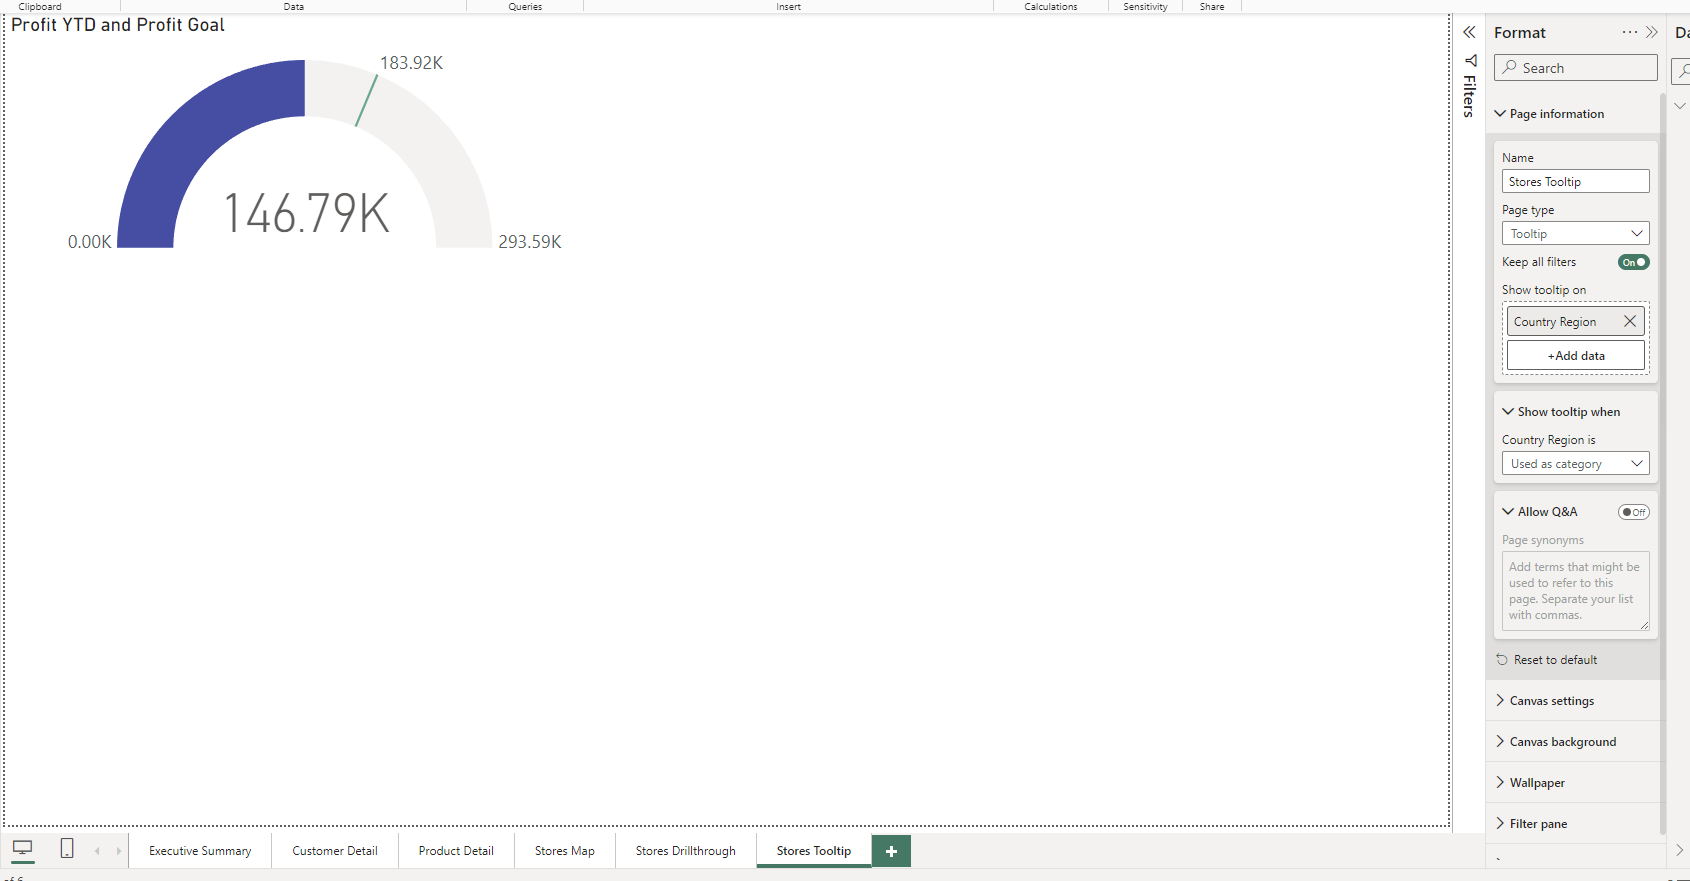 Clipboard
Data
Queries
Insert
Calculations
Sensitivity
Share
Profit YTD and Profit Goal
183.92K
146.79K
0.00K
293.59K
Filters
Format
Search
Page information
Name
Stores Tooltip
Page type
Tooltip
Keep all filters
On
Show tooltip on
Country Region
+Add data
Show tooltip when
Country Region is
Used as category
Allow Q&A
Off
Page synonyms
Add terms that might be
used to refer to this
page. Separate your list
with commas.
Reset to default
Canvas settings
Canvas background
Wallpaper
Filter pane
Executive Summary
Customer Detail
Product Detail
Stores Map
Stores Drillthrough
Stores Tooltip